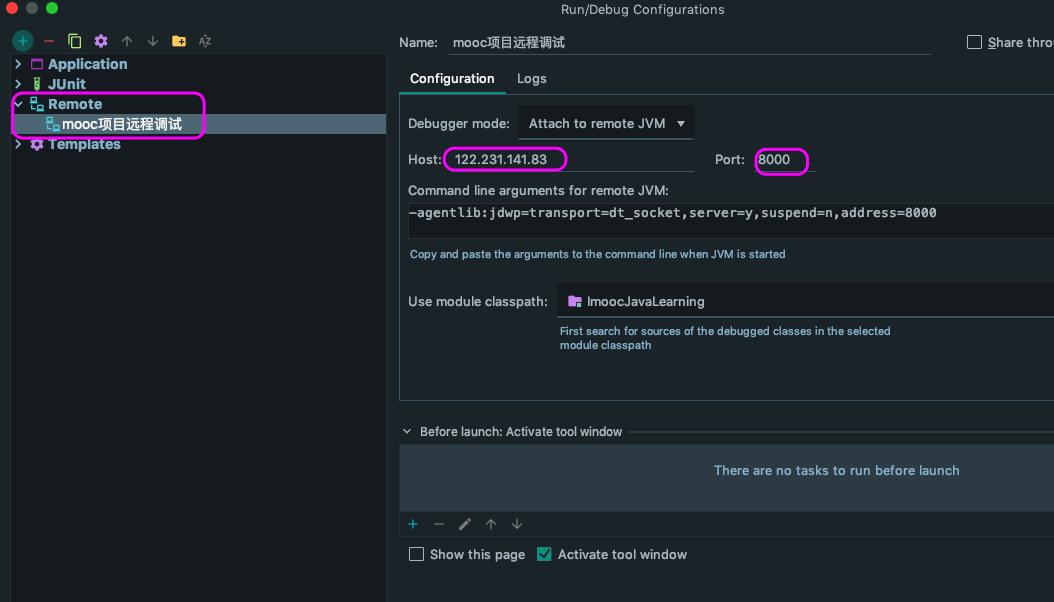 Run/Debug Configurations
Name: mooc项目远程调试
Application
JUnit
Remote
mooc项目远程调试
Templates
Configuration Logs
Debugger mode: Attach to remote JVM
Host: 122.231.141.83 Port: 8000
Command line arguments for remote JVM:
-agentlib:jdwp=transport=dt_socket,server=y,suspend=n,address=8000
Copy and paste the arguments to the command line when JVM is started
Use module classpath: ImoocJavaLearning
First search for sources of the debugged classes in the selected
module classpath
Before launch: Activate tool window
There are no tasks to run before launch
Show this page Activate tool window
Share